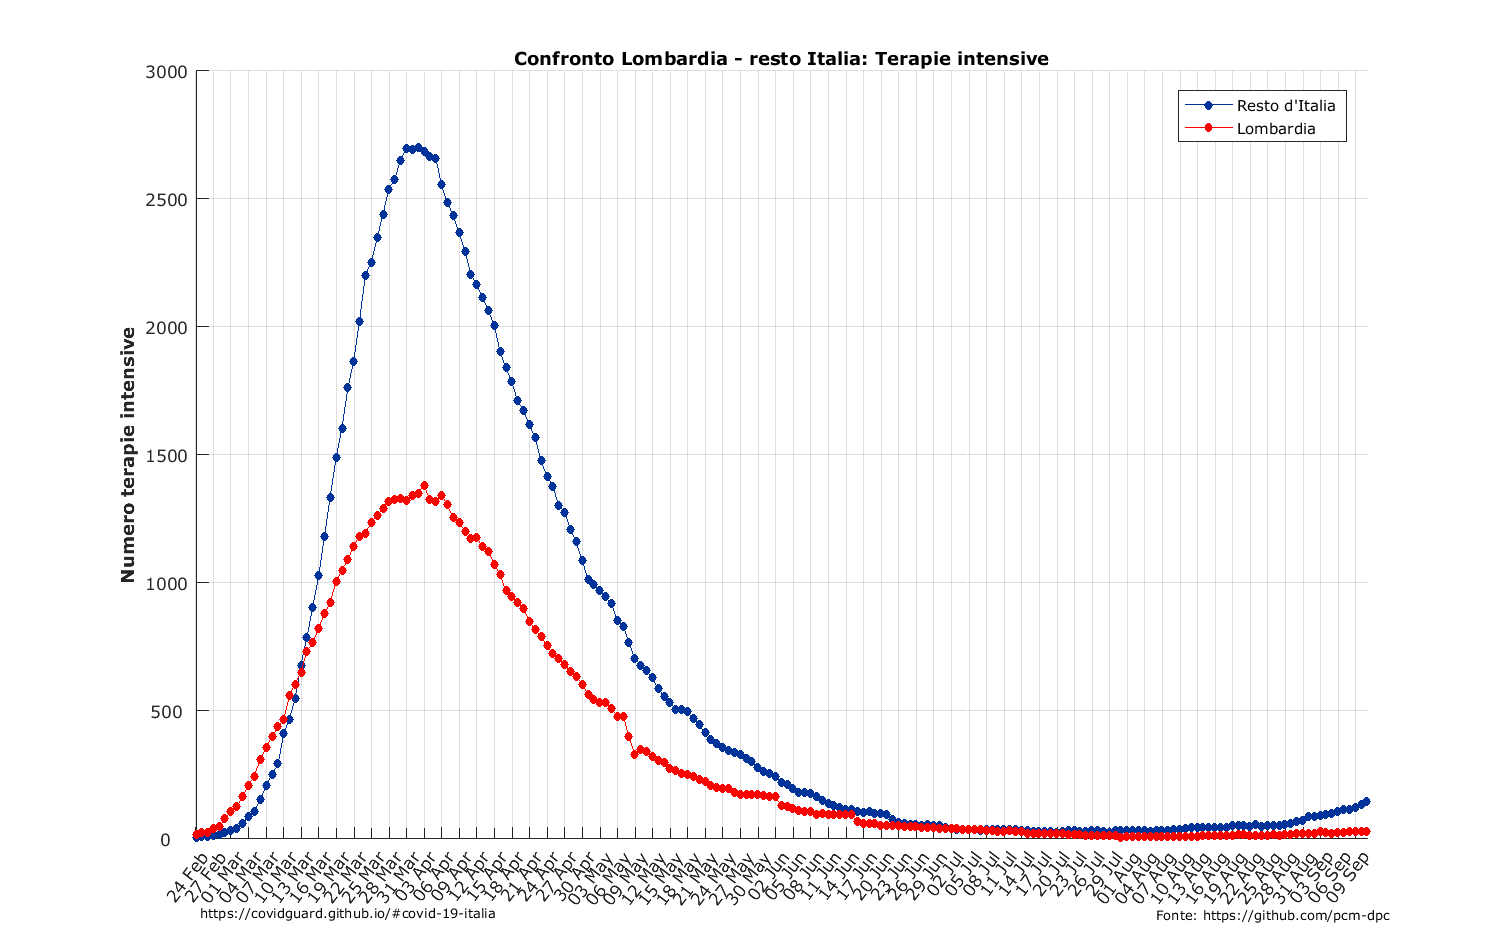 Confronto Lombardia - resto Italia: Terapie intensive
Resto d'Italia
Lombardia
Numero terapie intensive
3000
2500
2000
1500
1000
500
0
24 Feb
27 Feb
01 Mar
04 Mar
07 Mar
10 Mar
13 Mar
16 Mar
19 Mar
22 Mar
25 Mar
28 Mar
31 Mar
03 Apr
06 Apr
09 Apr
12 Apr
15 Apr
18 Apr
21 Apr
24 Apr
27 Apr
30 Apr
03 May
06 May
09 May
12 May
15 May
18 May
21 May
24 May
27 May
30 May
02 Jun
05 Jun
08 Jun
11 Jun
14 Jun
17 Jun
20 Jun
23 Jun
26 Jun
29 Jun
02 Jul
05 Jul
08 Jul
11 Jul
14 Jul
17 Jul
20 Jul
23 Jul
26 Jul
29 Jul
01 Aug
04 Aug
07 Aug
10 Aug
13 Aug
16 Aug
19 Aug
22 Aug
25 Aug
28 Aug
31 Aug
03 Sep
06 Sep
09 Sep
https://covidguard.github.io/#covid-19-italia
Fonte: https://github.com/pcm-dpc